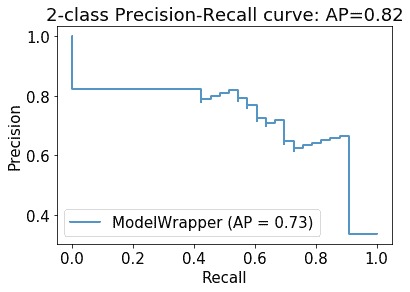 2-class Precision-Recall curve: AP=0.82
1.0
0.8
0.6
0.4
Precision
ModelWrapper (AP = 0.73)
0.0 0.2 0.4 0.6 0.8 1.0
Recall